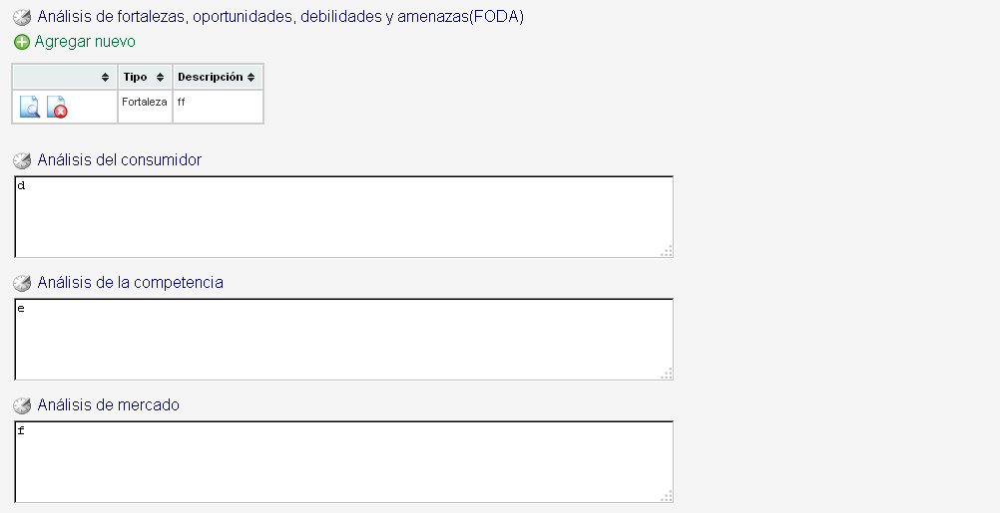 Análisis de fortalezas, oportunidades, debilidades y amenazas(FODA)
Agregar nuevo
Tipo Descripción
Fortaleza ff
Análisis del consumidor
d
Análisis de la competencia
e
Análisis de mercado
f